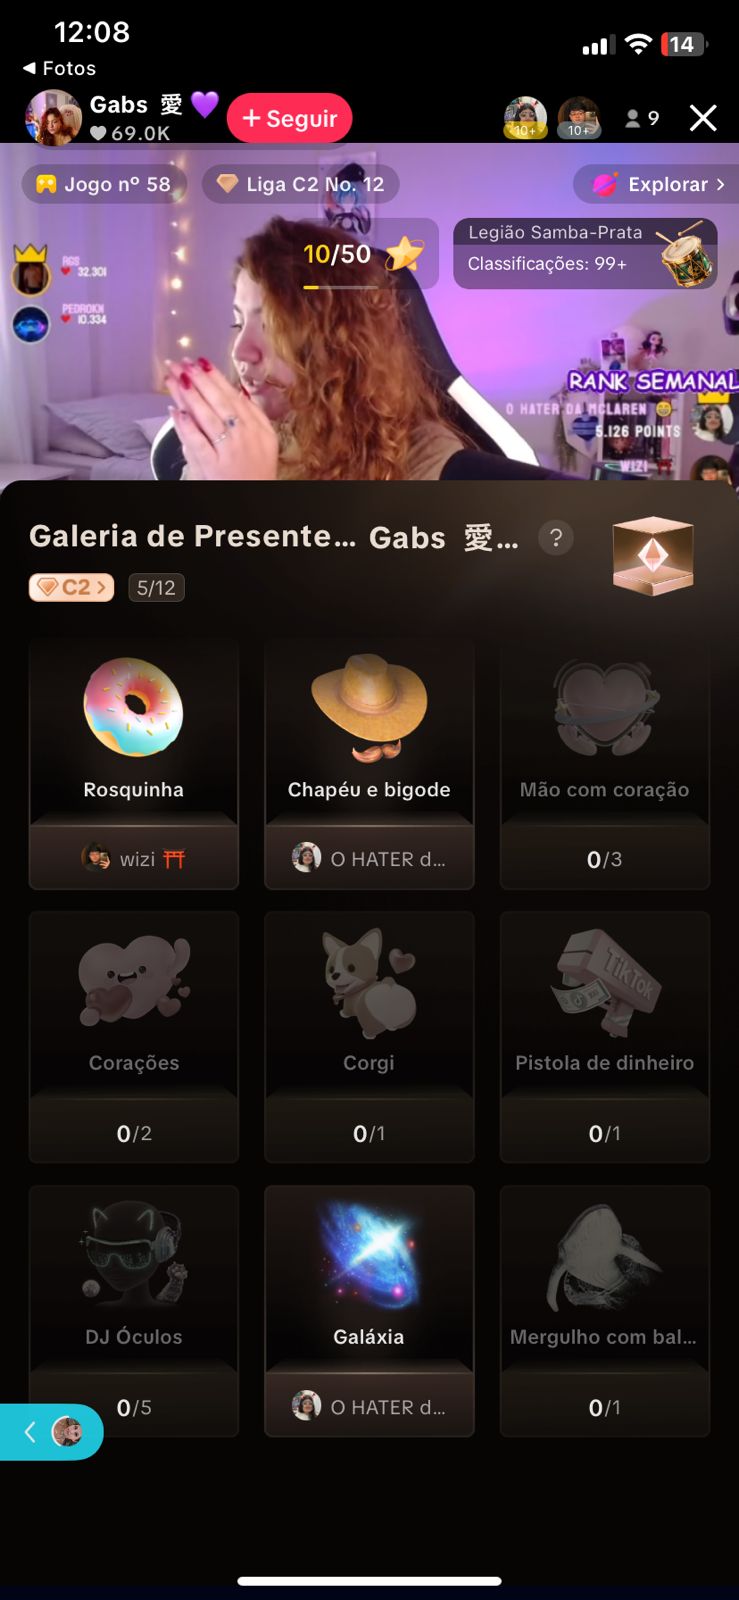 12:08
14
◀ Fotos
Gabs 愛 💜
69.0K
+ Seguir
10+
10+
9
Jogo nº 58
Liga C2 No. 12
Explorar >
RGS
32.301
10/50
Legião Samba-Prata
Classificações: 99+
PEDROKN
10.334
RANK SEMANAL
O HATER DA MCLAREN 😁
5.126 POINTS
WIZI ⛩️
Galeria de Presente... Gabs 愛... ?
C2 >
5/12
Rosquinha
Chapéu e bigode
Mão com coração
wizi ⛩️
O HATER d...
0/3
TikTok
Corações
Corgi
Pistola de dinheiro
0/2
0/1
0/1
DJ Óculos
Galáxia
Mergulho com bal...
0/5
O HATER d...
0/1